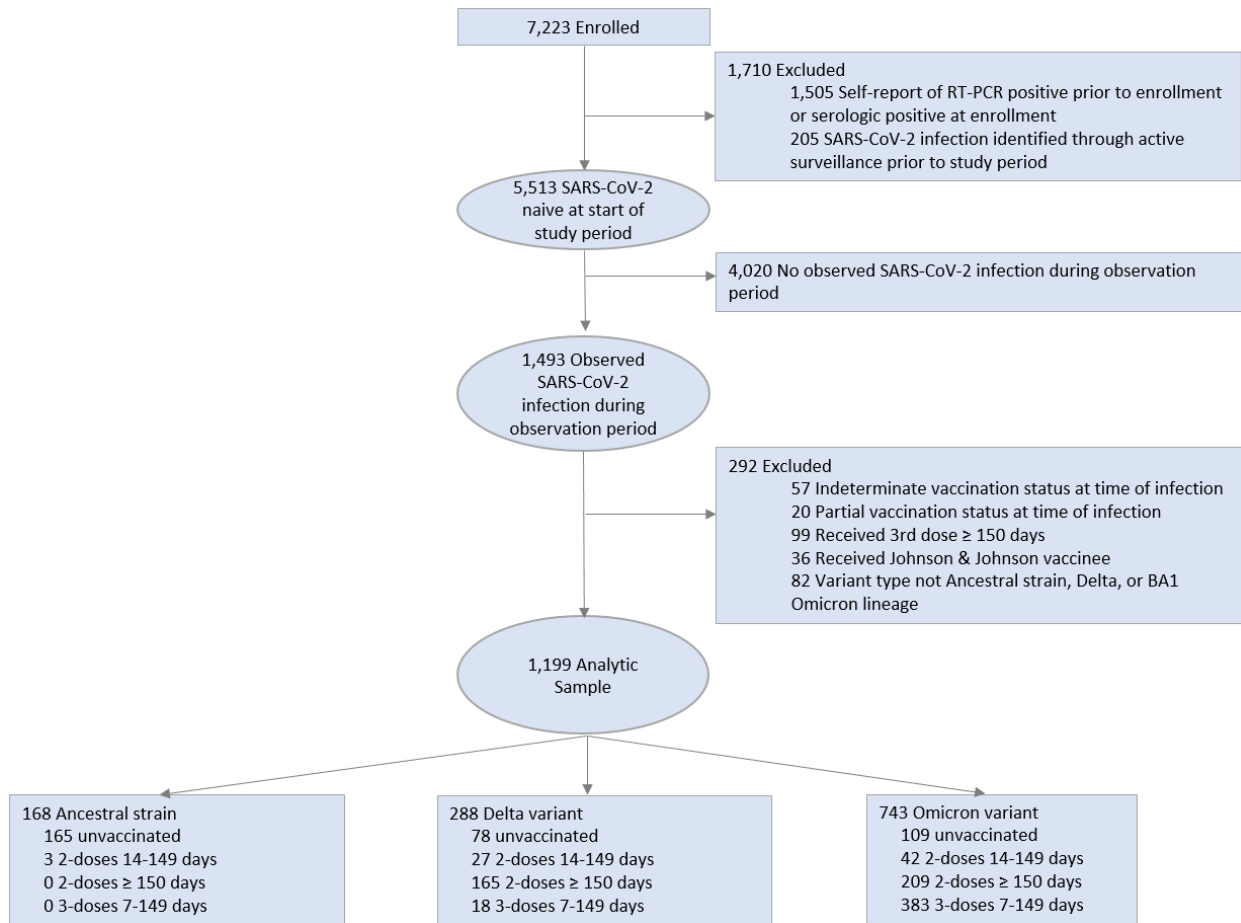 7,223 Enrolled
1,710 Excluded
1,505 Self-report of RT-PCR positive prior to enrollment
or serologic positive at enrollment
205 SARS-CoV-2 infection identified through active
surveillance prior to study period
5,513 SARS-CoV-2
naive at start of
study period
4,020 No observed SARS-CoV-2 infection during observation
period
1,493 Observed
SARS-CoV-2
infection during
observation period
292 Excluded
57 Indeterminate vaccination status at time of infection
20 Partial vaccination status at time of infection
99 Received 3rd dose ≥ 150 days
36 Received Johnson & Johnson vaccinee
82 Variant type not Ancestral strain, Delta, or BA1
Omicron lineage
1,199 Analytic
Sample
168 Ancestral strain
165 unvaccinated
3 2-doses 14-149 days
0 2-doses ≥ 150 days
0 3-doses 7-149 days
288 Delta variant
78 unvaccinated
27 2-doses 14-149 days
165 2-doses ≥ 150 days
18 3-doses 7-149 days
743 Omicron variant
109 unvaccinated
42 2-doses 14-149 days
209 2-doses ≥ 150 days
383 3-doses 7-149 days